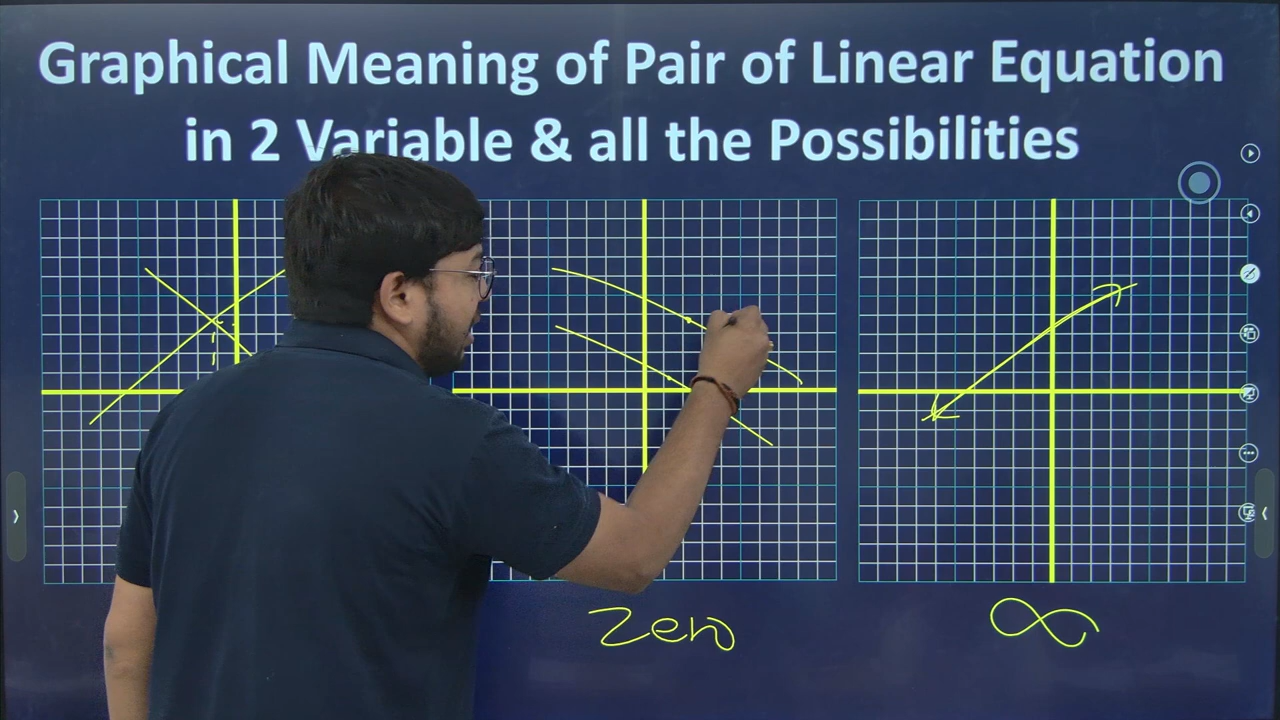 Graphical Meaning of Pair of Linear Equation
in 2 Variable & all the Possibilities
Zero
∞